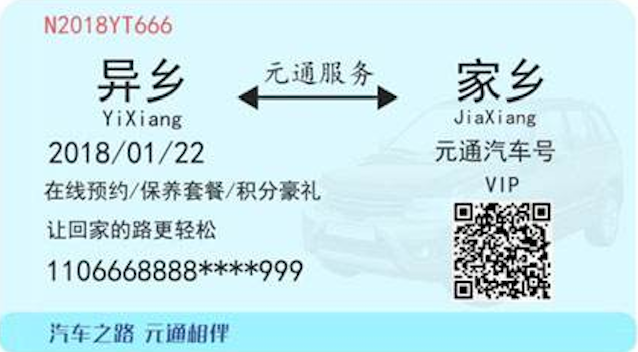 N2018YT666
异乡 元通服务 家乡
YiXiang JiaXiang
2018/01/22 元通汽车号
在线预约/保养套餐/积分豪礼 VIP
让回家的路更轻松
1106668888****999
汽车之路 元通相伴